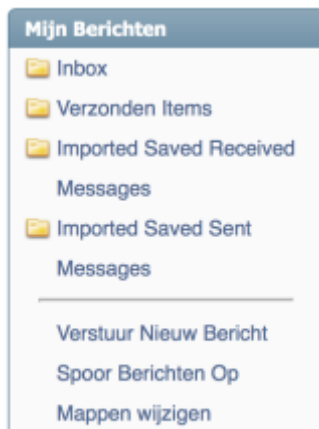 Mijn Berichten
Inbox
Verzonden Items
Imported Saved Received
Messages
Imported Saved Sent
Messages
Verstuur Nieuw Bericht
Spoor Berichten Op
Mappen wijzigen